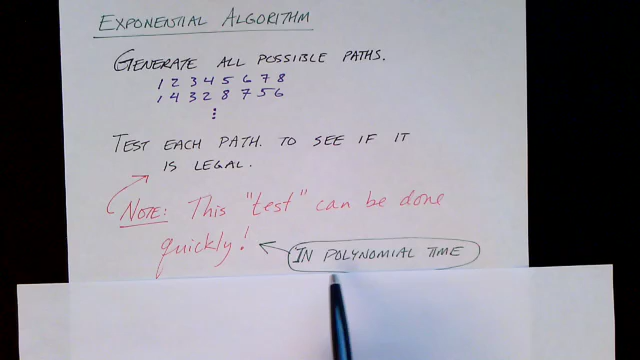 EXPONENTIAL ALGORITHM
GENERATE ALL POSSIBLE PATHS.
1 2 3 4 5 6 7 8
1 4 3 2 8 7 5 6
⋮
TEST EACH PATH. TO SEE IF IT
IS LEGAL.
NOTE: This "test" can be done
quickly!
IN POLYNOMIAL TIME